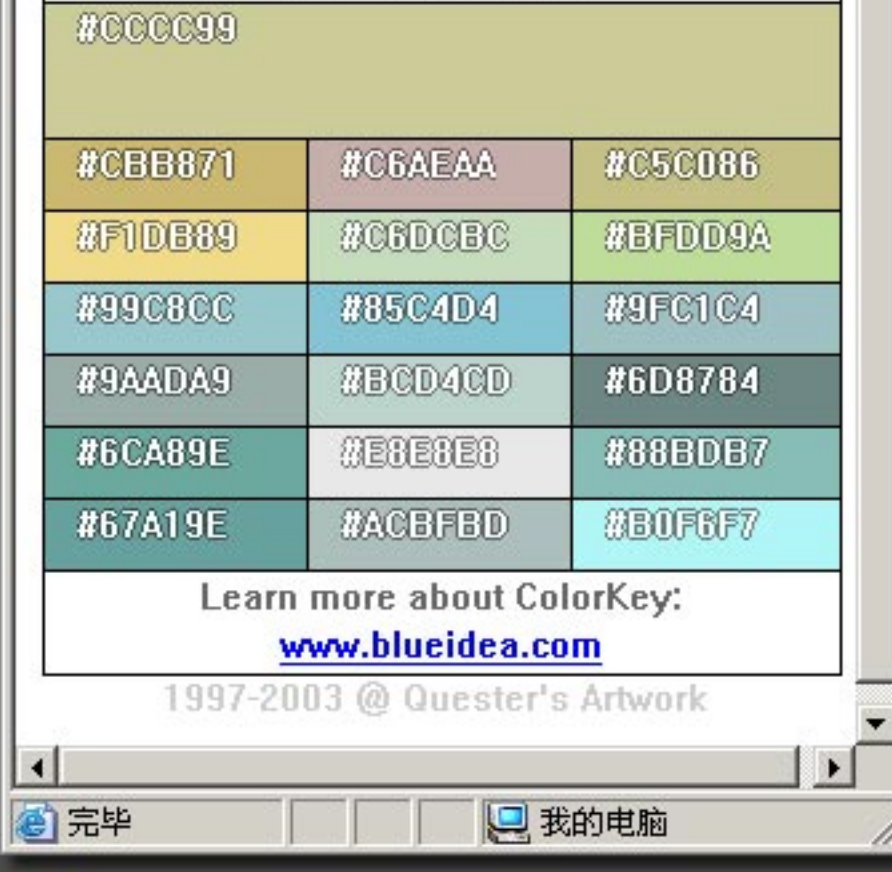 #CCCC99
#CBB871 #C6AEAA #C5C086
#F1DB89 #C6DCBC #BFDD9A
#99C8CC #85C4D4 #9FC1C4
#9AADA9 #BCD4CD #6D8784
#6CA89E #E8E8E8 #88BDB7
#67A19E #ACBFBD #B0F6F7
Learn more about ColorKey:
www.blueidea.com
1997-2003 @ Quester's Artwork
完毕 我的电脑